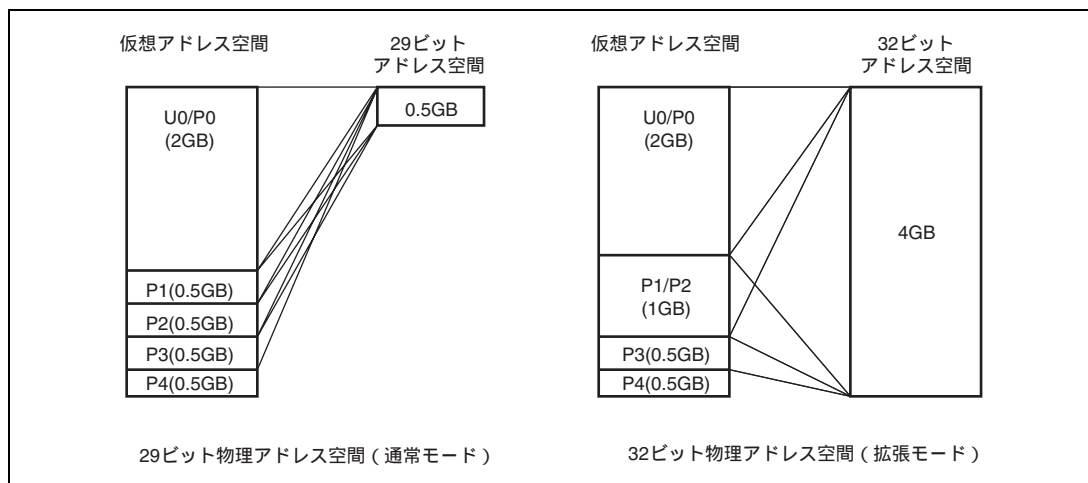 仮想アドレス空間
29ビット
アドレス空間
U0/P0
(2GB)
0.5GB
P1(0.5GB)
P2(0.5GB)
P3(0.5GB)
P4(0.5GB)
29ビット物理アドレス空間(通常モード)
仮想アドレス空間
32ビット
アドレス空間
U0/P0
(2GB)
4GB
P1/P2
(1GB)
P3(0.5GB)
P4(0.5GB)
32ビット物理アドレス空間(拡張モード)